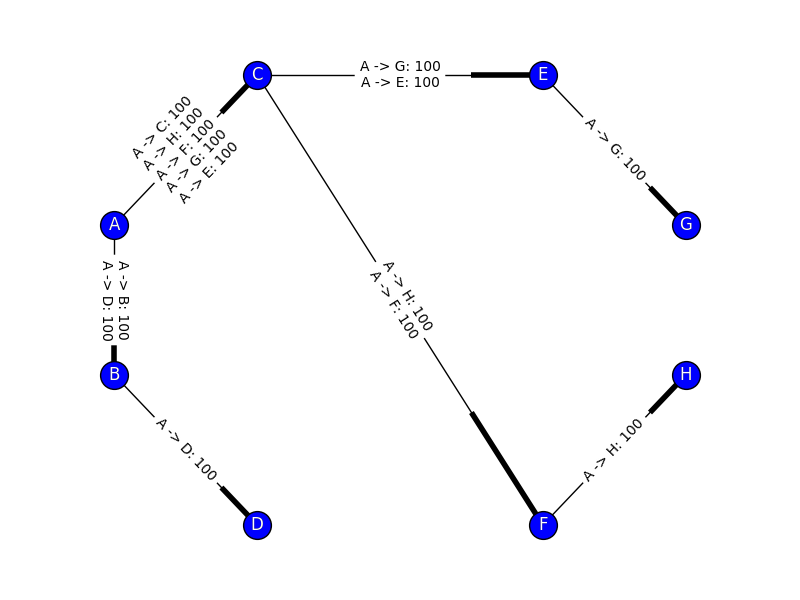 C
A -> G: 100
A -> E: 100
E
A -> C: 100
A -> H: 100
A -> F: 100
A -> G: 100
A -> E: 100
A -> G: 100
A
G
A -> B: 100
A -> D: 100
A -> H: 100
A -> F: 100
B
H
A -> D: 100
A -> H: 100
D
F